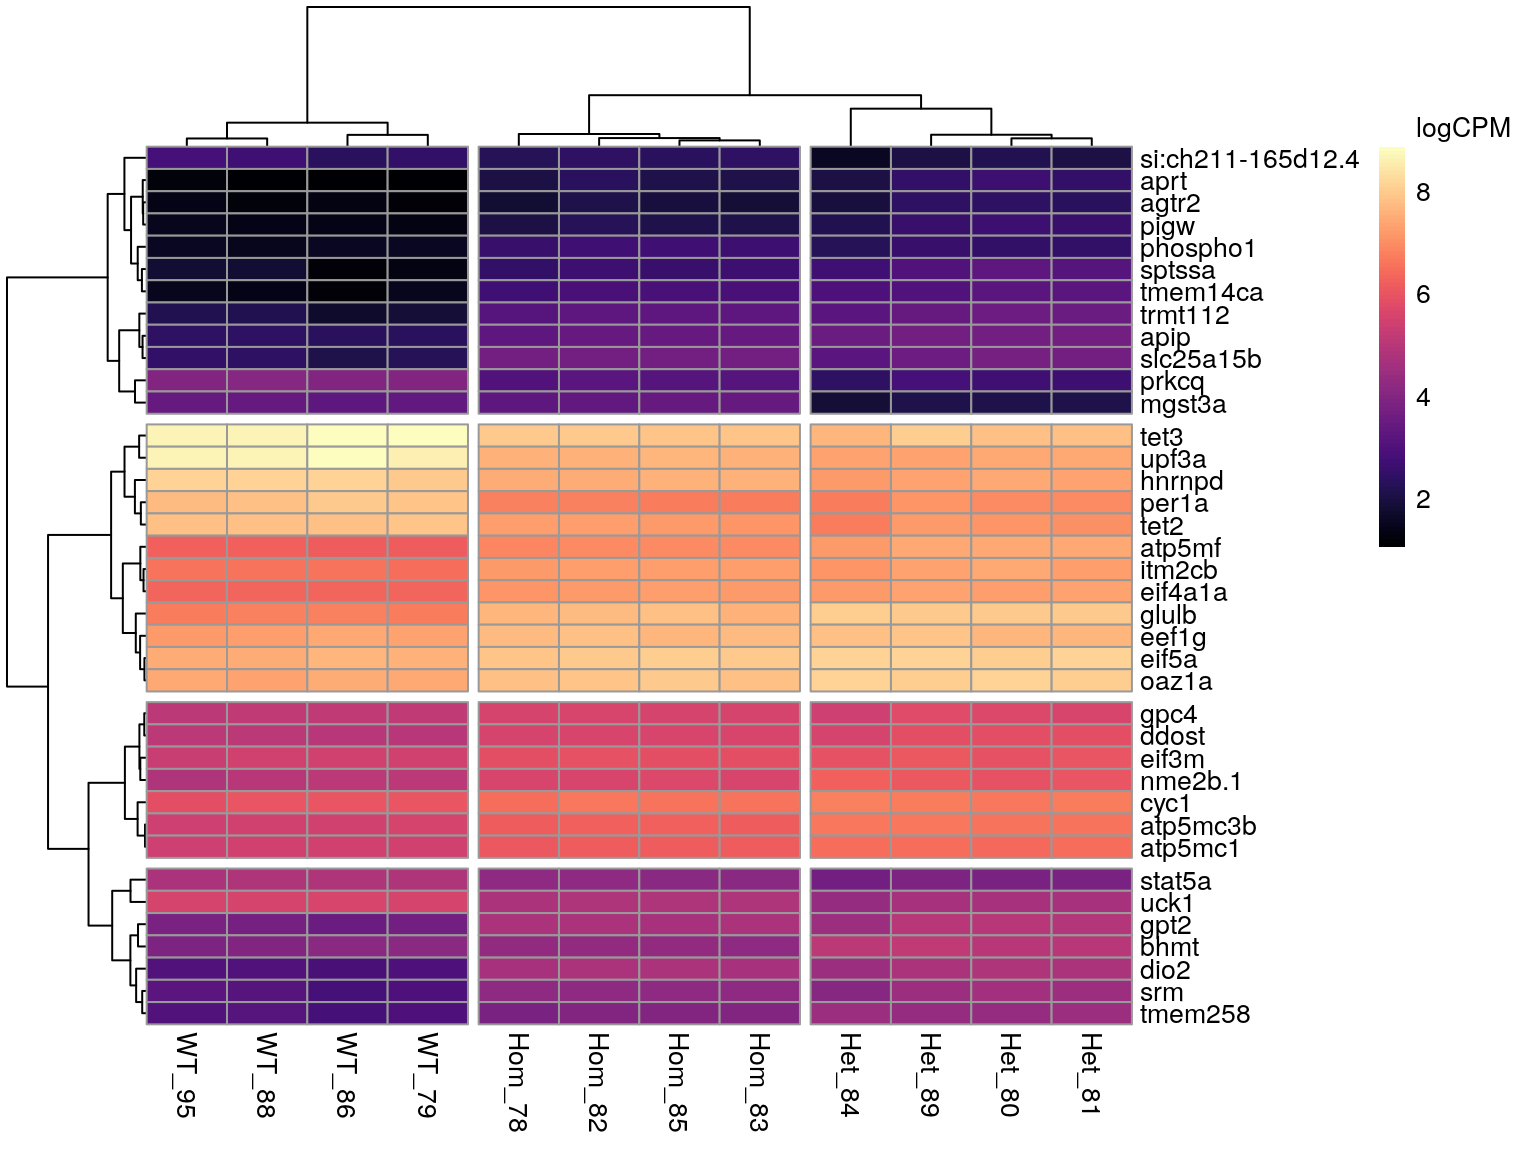 logCPM
8
6
4
2
si:ch211-165d12.4
aprt
agtr2
pigw
phospho1
sptssa
tmem14ca
trmt112
apip
slc25a15b
prkcq
mgst3a
tet3
upf3a
hnrnpd
per1a
tet2
atp5mf
itm2cb
eif4a1a
glulb
eef1g
eif5a
oaz1a
gpc4
ddost
eif3m
nme2b.1
cyc1
atp5mc3b
atp5mc1
stat5a
uck1
gpt2
bhmt
dio2
srm
tmem258
WT_95
WT_88
WT_86
WT_79
Hom_78
Hom_82
Hom_85
Hom_83
Het_84
Het_89
Het_80
Het_81